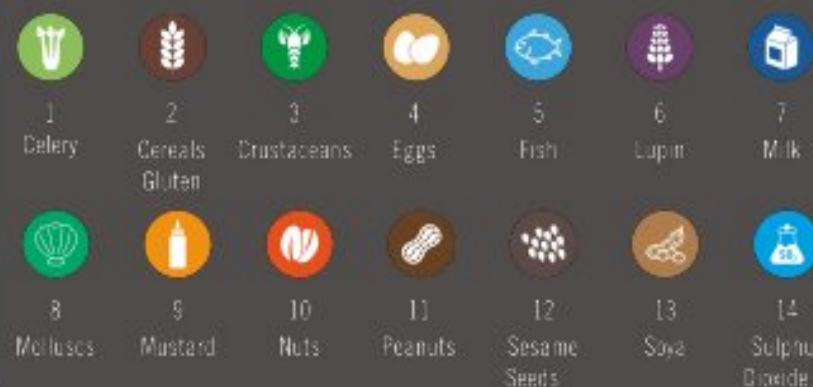 1 2 3 4 5 6 7
Celery Cereals Crustaceans Eggs Fish Lupin Milk
Gluten
SO₂
8 9 10 11 12 13 14
Molluscs Mustard Nuts Peanuts Sesame Soya Sulphu
Seeds Dioxide